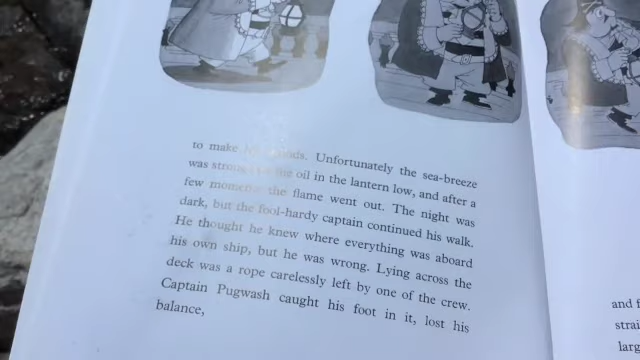 to make his rounds. Unfortunately the sea-breeze
was strong, the oil in the lantern low, and after a
few moments the flame went out. The night was
dark, but the fool-hardy captain continued his walk.
He thought he knew where everything was aboard
his own ship, but he was wrong. Lying across the
deck was a rope carelessly left by one of the crew.
Captain Pugwash caught his foot in it, lost his
balance,
and f
strai
larg